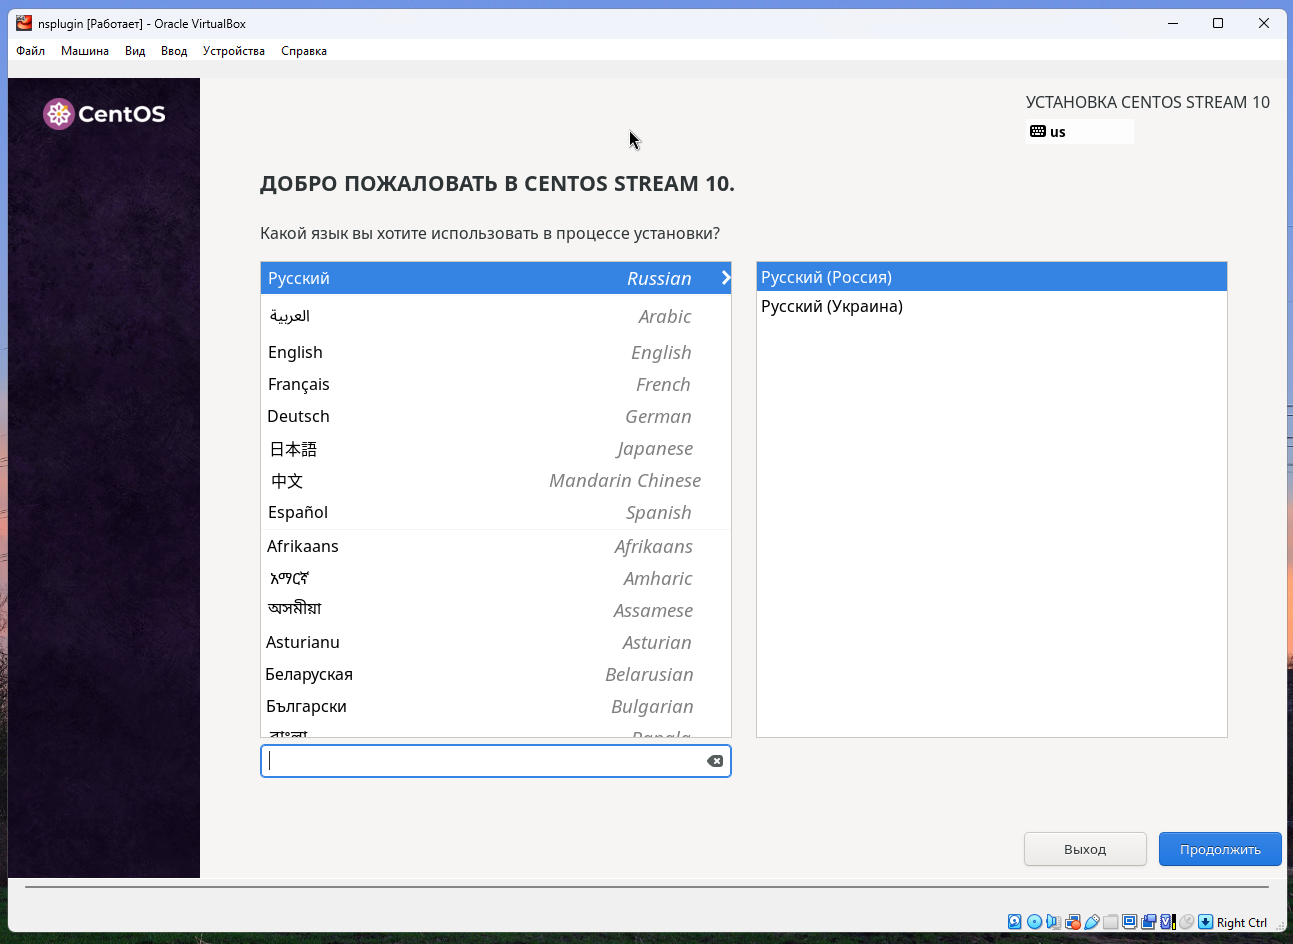 nsplugin [Работает] - Oracle VirtualBox
Файл Машина Вид Ввод Устройства Справка
CentOS
УСТАНОВКА CENTOS STREAM 10
us
ДОБРО ПОЖАЛОВАТЬ В CENTOS STREAM 10.
Какой язык вы хотите использовать в процессе установки?
Русский Russian
العربية Arabic
English English
Français French
Deutsch German
日本語 Japanese
中文 Mandarin Chinese
Español Spanish
Afrikaans Afrikaans
አማርኛ Amharic
অসমীয়া Assamese
Asturianu Asturian
Беларуская Belarusian
Български Bulgarian
বাংলা Bangla
Русский (Россия)
Русский (Украина)
Выход Продолжить
Right Ctrl